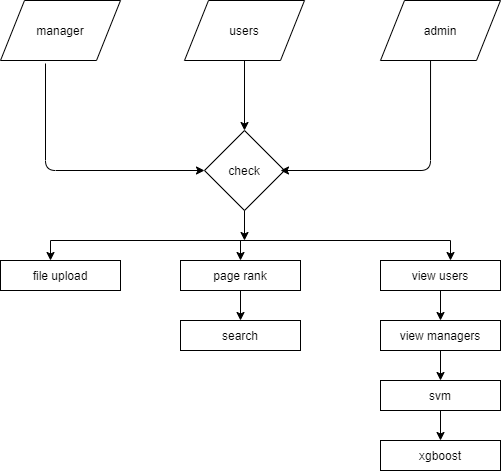 manager
users
admin
check
file upload
page rank
view users
search
view managers
svm
xgboost